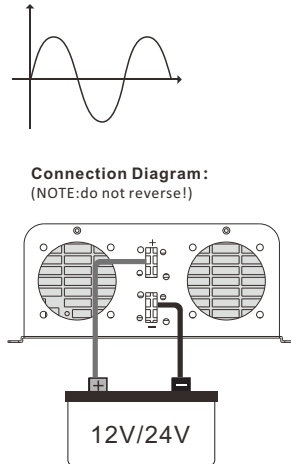 Connection Diagram:
(NOTE:do not reverse!)
+
−
+ −
12V/24V